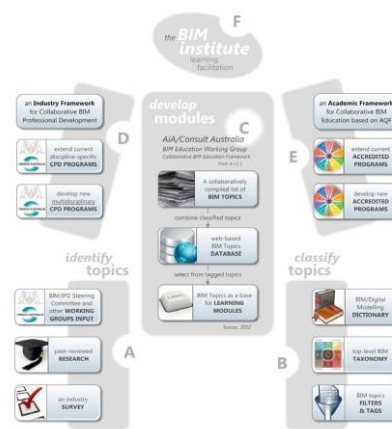 F
the BIM
institute
learning
facilitation
an Industry Framework
for Collaborative BIM
Professional Development
D
extend current
discipline-specific
CPD PROGRAMS
develop new
multidisciplinary
CPD PROGRAMS
develop
modules
C
AIA/Consult Australia
BIM Education Working Group
Collaborative BIM Education Framework
A collaboratively
compiled list of
BIM TOPICS
combine classified topics
web-based
BIM Topics
DATABASE
select from tagged topics
BIM Topics as a base
for LEARNING
MODULES
Succar, 2012
an Academic Framework
for Collaborative BIM
Education based on AQF
E
extend current
ACCREDITED
PROGRAMS
develop new
ACCREDITED
PROGRAMS
identify
topics
BIM/IPD Steering
Committee and
other WORKING
GROUPS INPUT
A
peer-reviewed
RESEARCH
an Industry
SURVEY
classify
topics
BIM/Digital
Modelling
DICTIONARY
B
top-level BIM
TAXONOMY
BIM topics
FILTERS
& TAGS